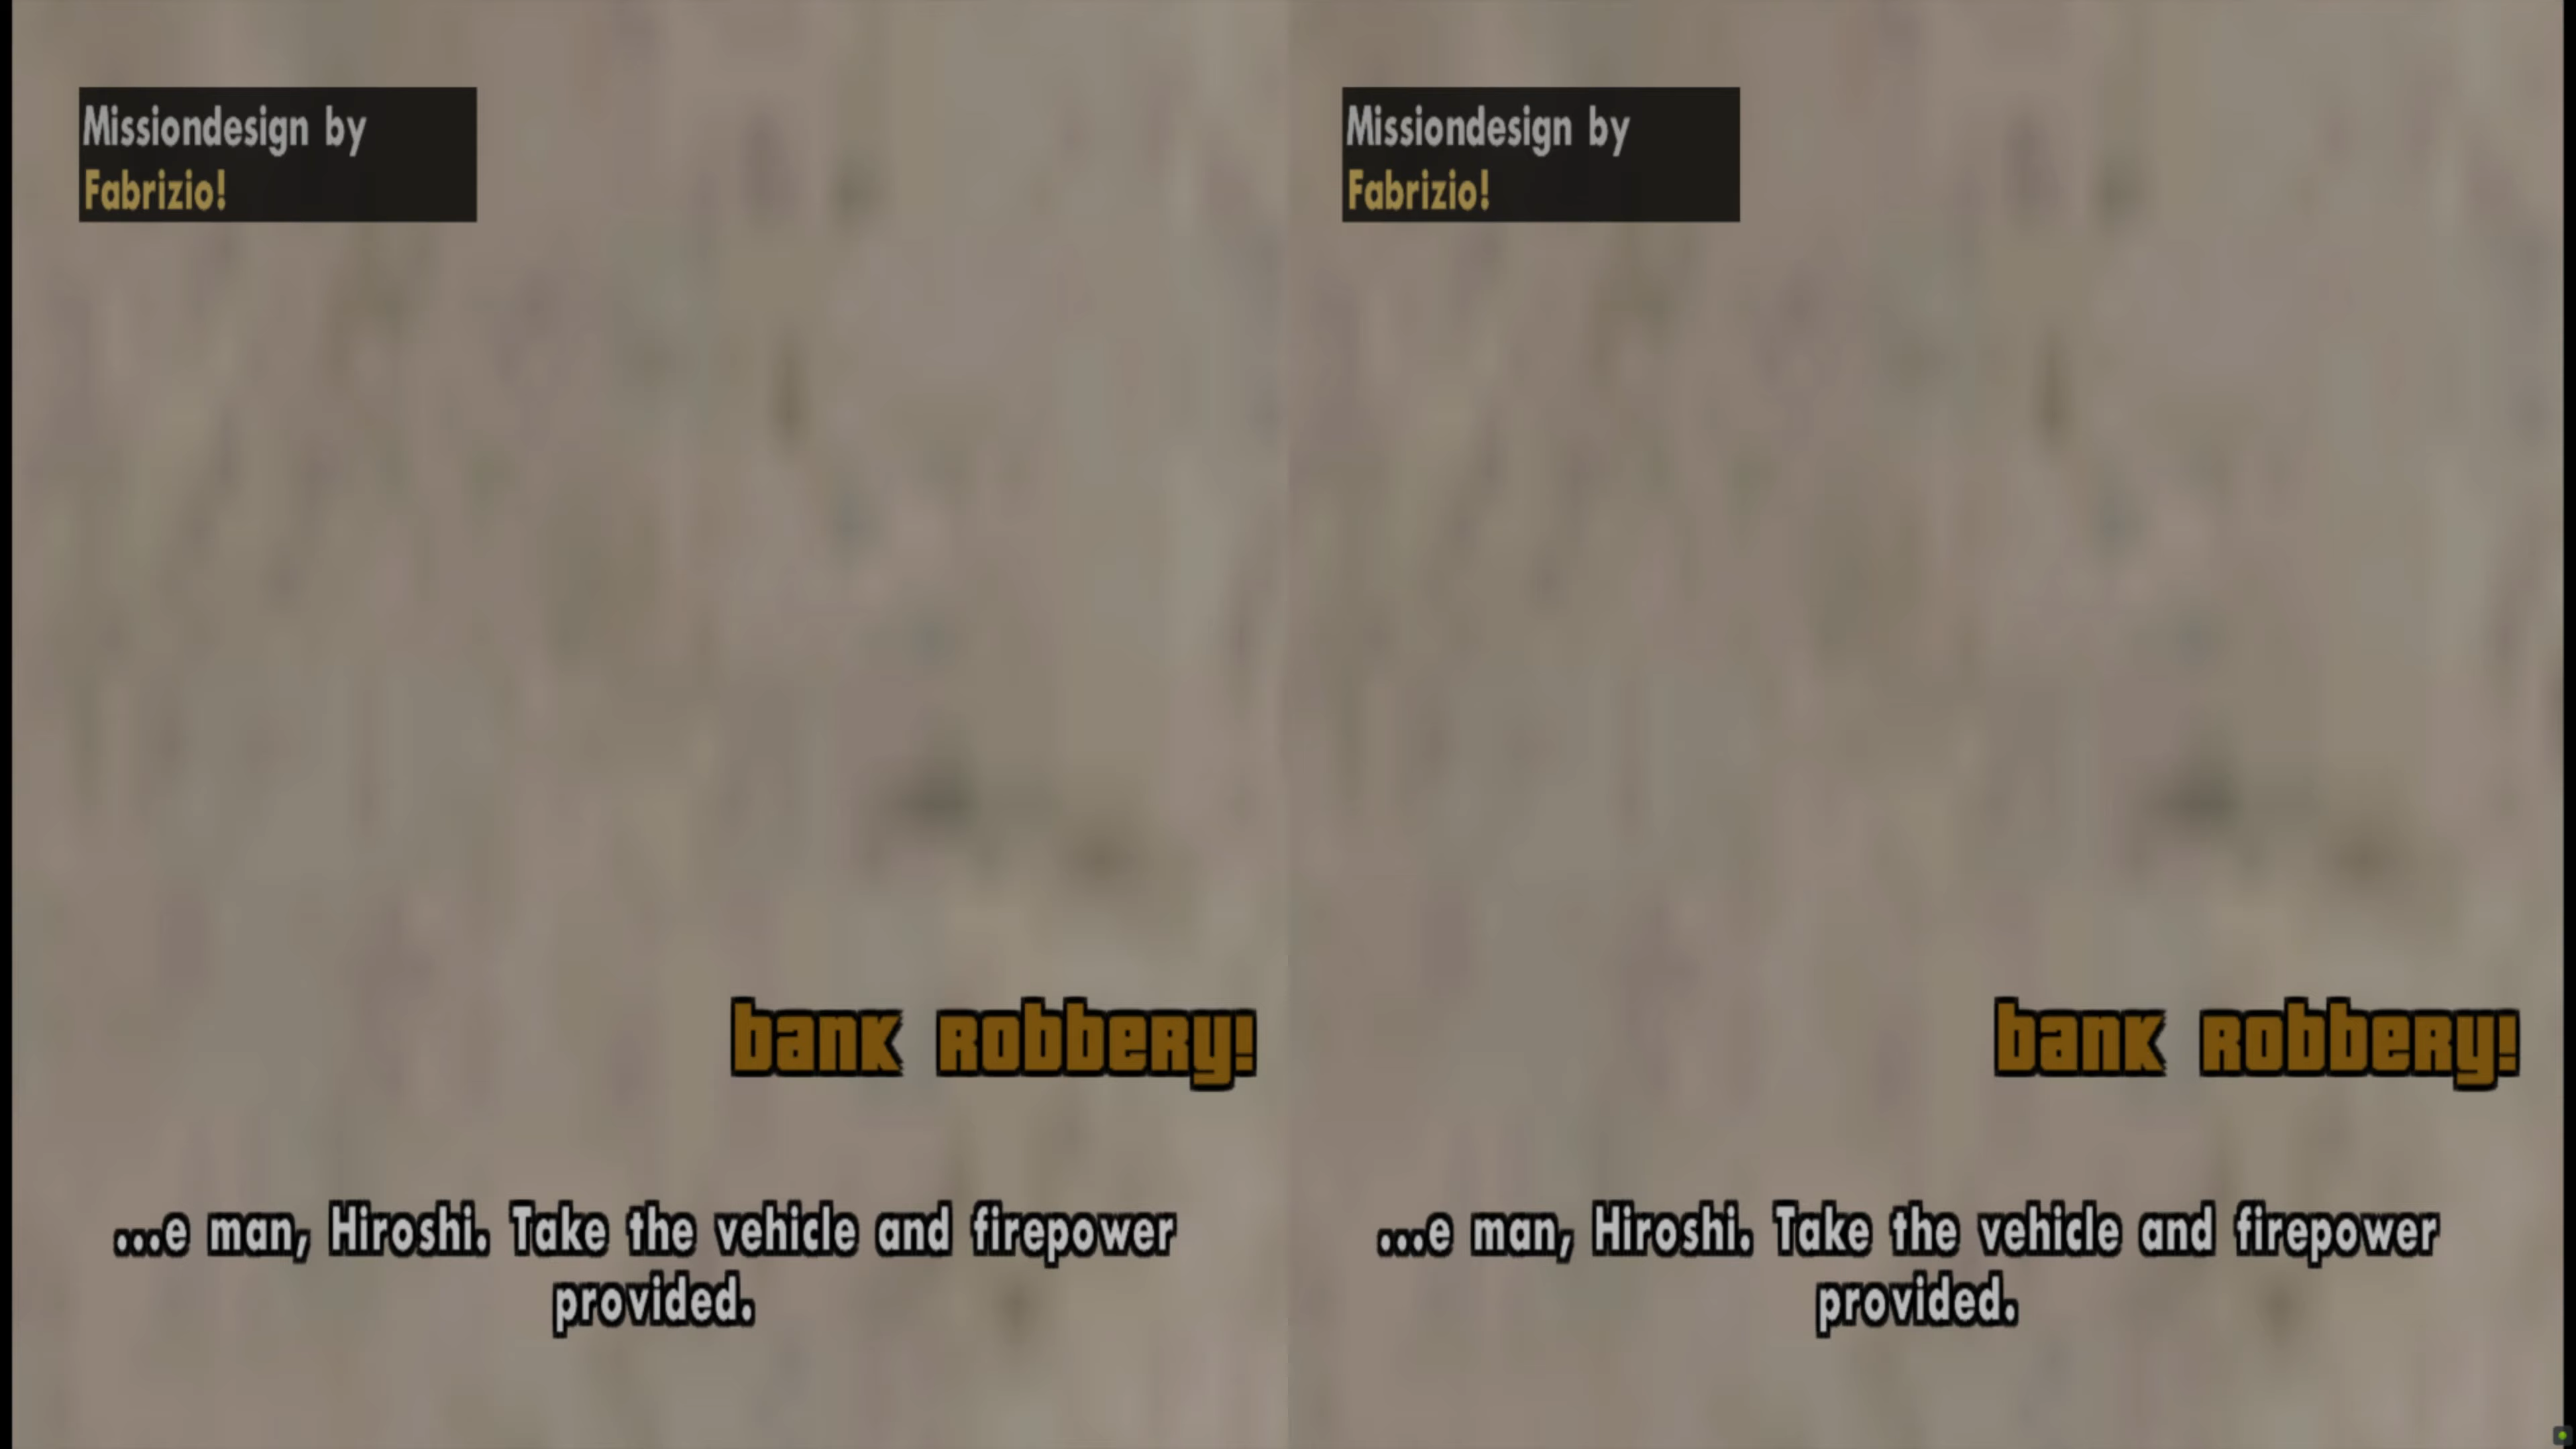 Missiondesign by
Fabrizio!
bank robbery!
...e man, Hiroshi. Take the vehicle and firepower
provided.
Missiondesign by
Fabrizio!
bank robbery!
...e man, Hiroshi. Take the vehicle and firepower
provided.